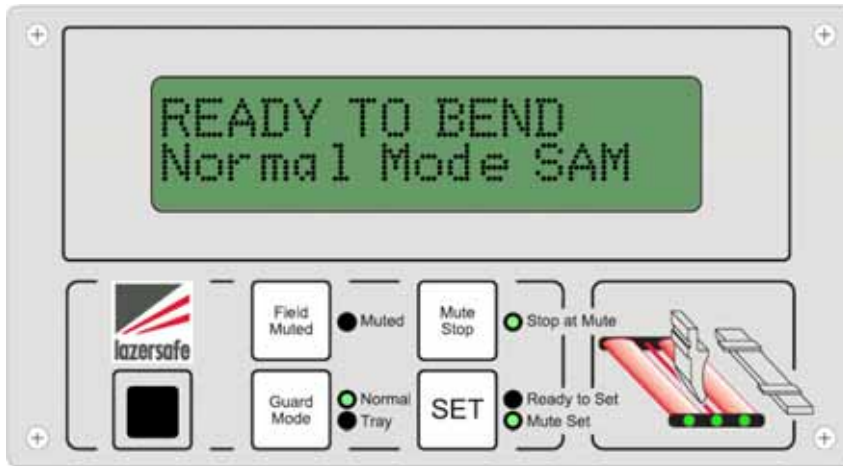 READY TO BEND
Normal Mode SAM
lazersafe
Field
Muted
Muted
Mute
Stop
Stop at Mute
Guard
Mode
Normal
Tray
SET
Ready to Set
Mute Set